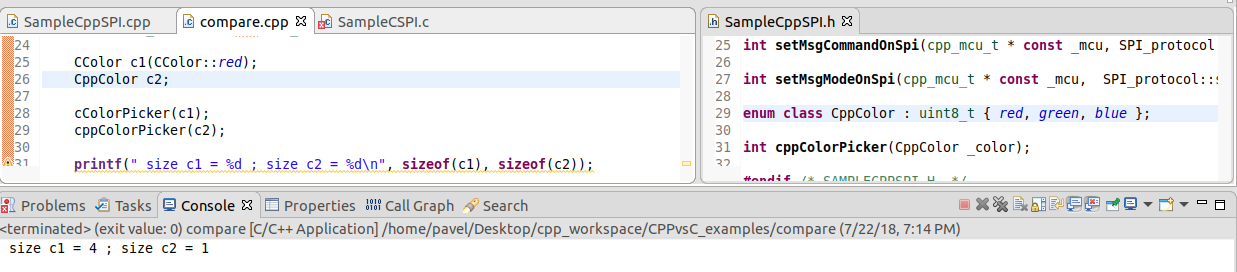 SampleCppSPI.cpp compare.cpp SampleCSPI.c
24
25 CColor c1(CColor::red);
26 CppColor c2;
27
28 cColorPicker(c1);
29 cppColorPicker(c2);
30
31 printf(" size c1 = %d ; size c2 = %d\n", sizeof(c1), sizeof(c2));
SampleCppSPI.h
25 int setMsgCommandOnSpi(cpp_mcu_t * const _mcu, SPI_protocol
26
27 int setMsgModeOnSpi(cpp_mcu_t * const _mcu, SPI_protocol::s
28
29 enum class CppColor : uint8_t { red, green, blue };
30
31 int cppColorPicker(CppColor _color);
32
#endif /* SAMPLECPPSPI_H_ */
Problems Tasks Console Properties Call Graph Search
<terminated> (exit value: 0) compare [C/C++ Application] /home/pavel/Desktop/cpp_workspace/CPPvsC_examples/compare (7/22/18, 7:14 PM)
size c1 = 4 ; size c2 = 1